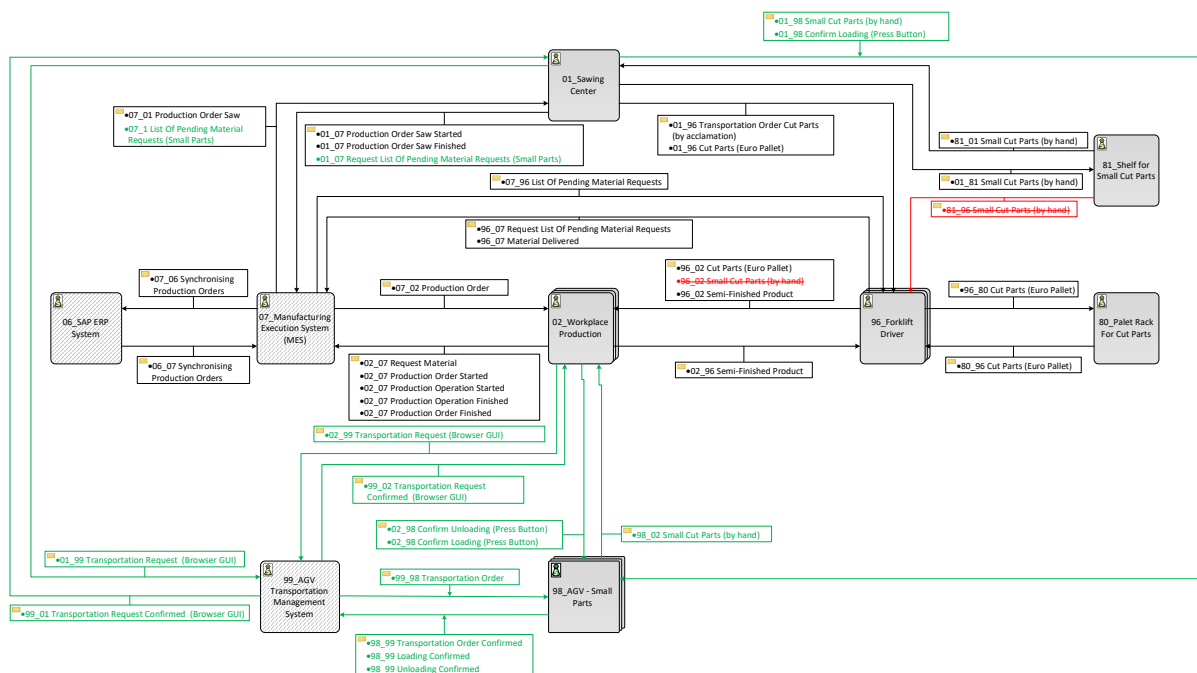 •01_98 Small Cut Parts (by hand)
•01_98 Confirm Loading (Press Button)
01_Sawing
Center
•07_01 Production Order Saw
•07_1 List Of Pending Material
Requests (Small Parts)
•01_07 Production Order Saw Started
•01_07 Production Order Saw Finished
•01_07 Request List Of Pending Material Requests (Small Parts)
•01_96 Transportation Order Cut Parts
(by acclamation)
•01_96 Cut Parts (Euro Pallet)
•81_01 Small Cut Parts (by hand)
81_Shelf for
Small Cut Parts
•01_81 Small Cut Parts (by hand)
•81_96 Small Cut Parts (by hand)
•07_96 List Of Pending Material Requests
•96_07 Request List Of Pending Material Requests
•96_07 Material Delivered
•07_06 Synchronising
Production Orders
•07_02 Production Order
•96_02 Cut Parts (Euro Pallet)
•96_02 Small Cut Parts (by hand)
•96_02 Semi-Finished Product
•96_80 Cut Parts (Euro Pallet)
06_SAP ERP
System
07_Manufacturing
Execution System
(MES)
02_Workplace
Production
96_Forklift
Driver
80_Palet Rack
For Cut Parts
•06_07 Synchronising
Production Orders
•02_07 Request Material
•02_07 Production Order Started
•02_07 Production Operation Started
•02_07 Production Operation Finished
•02_07 Production Order Finished
•02_96 Semi-Finished Product
•80_96 Cut Parts (Euro Pallet)
•02_99 Transportation Request (Browser GUI)
•99_02 Transportation Request
Confirmed (Browser GUI)
•02_98 Confirm Unloading (Press Button)
•02_98 Confirm Loading (Press Button)
•98_02 Small Cut Parts (by hand)
•01_99 Transportation Request (Browser GUI)
99_AGV
Transportation
Management
System
•99_98 Transportation Order
98_AGV - Small
Parts
•99_01 Transportation Request Confirmed (Browser GUI)
•98_99 Transportation Order Confirmed
•98_99 Loading Confirmed
•98_99 Unloading Confirmed